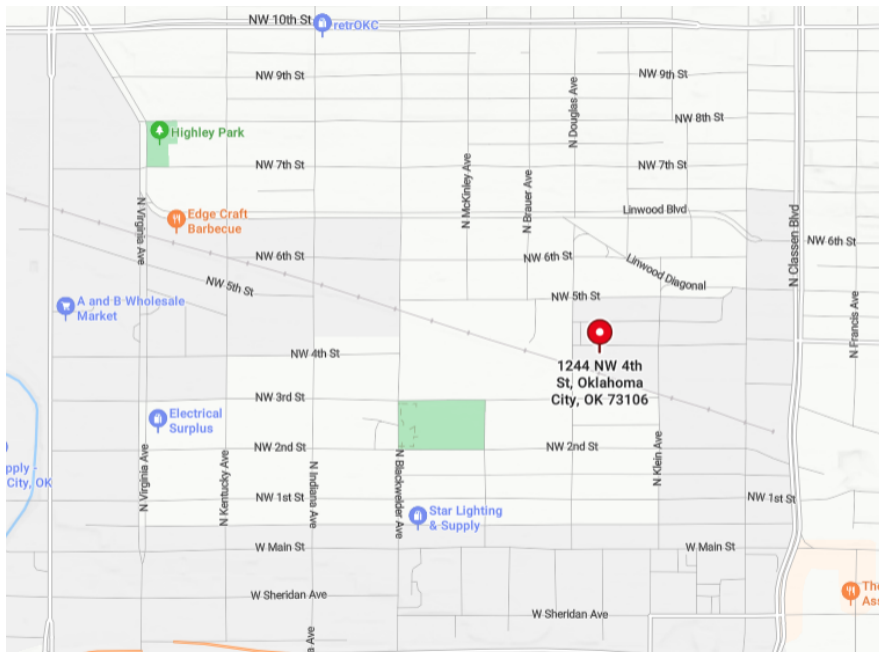 NW 10th St
retrOKC
NW 9th St
NW 9th St
N Douglas Ave
NW 8th St
Highley Park
NW 7th St
NW 7th St
N McKinley Ave
N Brauer Ave
N Virginia Ave
Edge Craft
Barbecue
Linwood Blvd
N Classen Blvd
NW 6th St
NW 6th St
NW 6th St
Linwood Diagonal
NW 5th St
NW 5th St
A and B Wholesale
Market
N Francis Ave
NW 4th St
1244 NW 4th
St, Oklahoma
City, OK 73106
NW 3rd St
Electrical
Surplus
NW 2nd St
NW 2nd St
N Klein Ave
pply -
City, OK
N Virginia Ave
N Kentucky Ave
N Indiana Ave
N Blackwelder Ave
NW 1st St
NW 1st St
Star Lighting
& Supply
W Main St
W Main St
W Sheridan Ave
W Sheridan Ave
The
Ass
a Ave